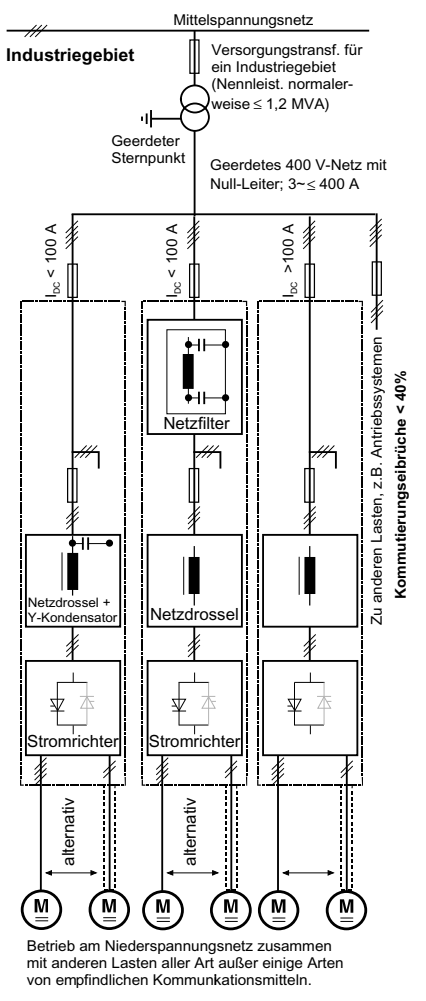 Mittelspannungsnetz
Industriegebiet
Versorgungstransf. für
ein Industriegebiet
(Nennleist. normaler-
weise ≤ 1,2 MVA)
Geerdeter
Sternpunkt
Geerdetes 400 V-Netz mit
Null-Leiter; 3~ ≤ 400 A
I_DC < 100 A
I_DC < 100 A
I_DC >100 A
Zu anderen Lasten, z.B. Antriebssystemen
Kommutierungseibrüche < 40%
Netzfilter
Netzdrossel +
Y-Kondensator
Netzdrossel
Stromrichter
Stromrichter
alternativ
alternativ
M
M
M
M
M
M
Betrieb am Niederspannungsnetz zusammen
mit anderen Lasten aller Art außer einige Arten
von empfindlichen Kommunkationsmitteln.